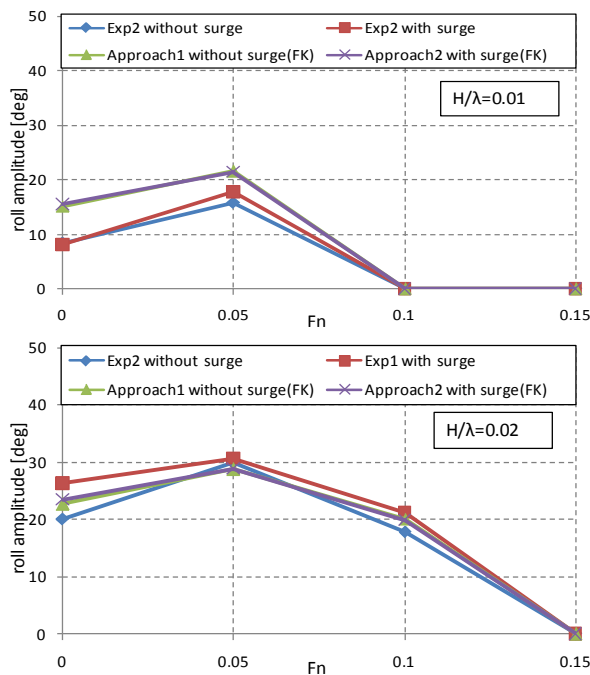 50
Exp2 without surge
Exp2 with surge
Approach1 without surge(FK)
Approach2 with surge(FK)
40
H/λ=0.01
30
20
10
0
roll amplitude [deg]
0
0.05
0.1
0.15
Fn
50
Exp2 without surge
Exp1 with surge
Approach1 without surge(FK)
Approach2 with surge(FK)
40
H/λ=0.02
30
20
10
0
roll amplitude [deg]
0
0.05
0.1
0.15
Fn